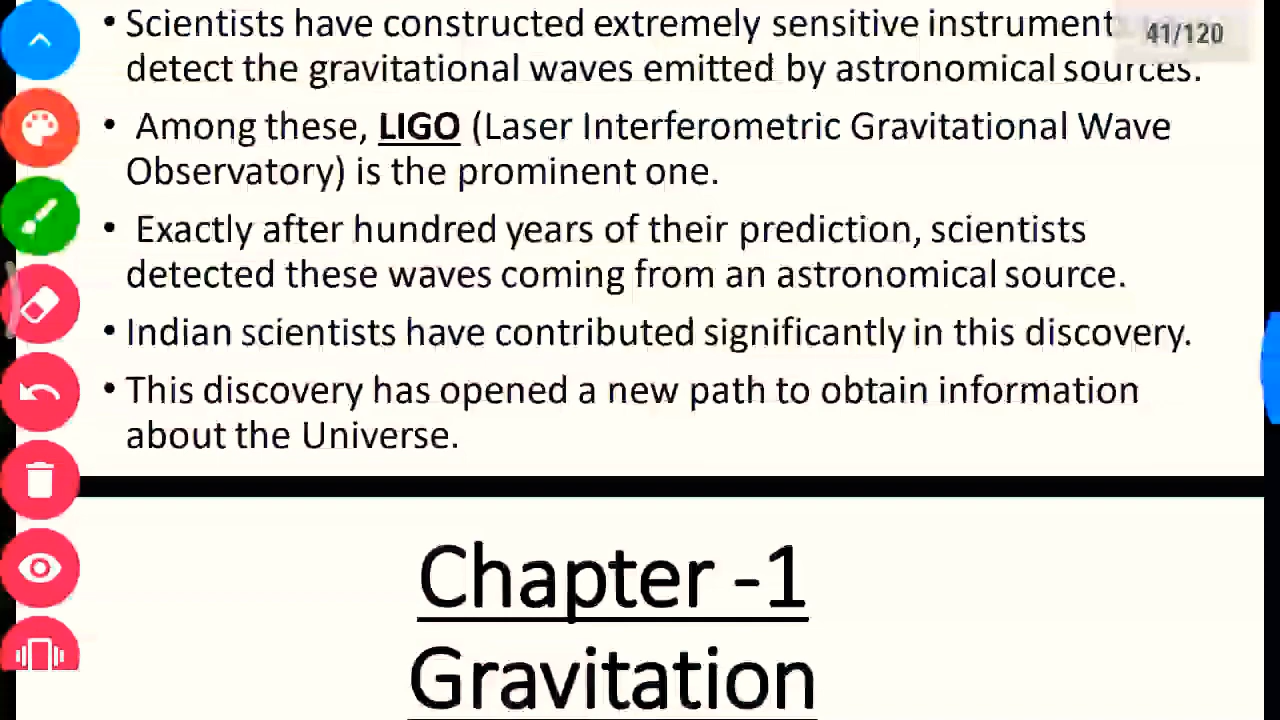 • Scientists have constructed extremely sensitive instrument
41/120
detect the gravitational waves emitted by astronomical sources.
• Among these, LIGO (Laser Interferometric Gravitational Wave
Observatory) is the prominent one.
• Exactly after hundred years of their prediction, scientists
detected these waves coming from an astronomical source.
• Indian scientists have contributed significantly in this discovery.
• This discovery has opened a new path to obtain information
about the Universe.
Chapter -1
Gravitation